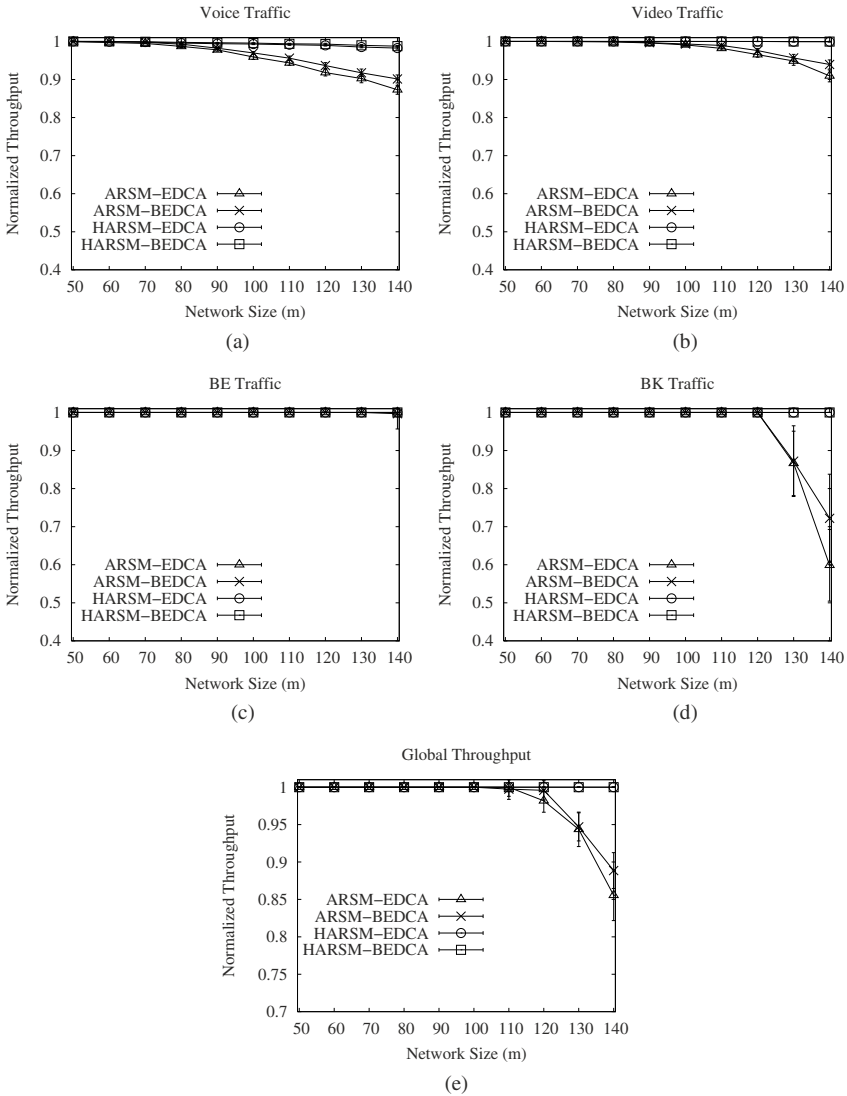 Voice Traffic
Normalized Throughput
1
0.9
0.8
0.7
0.6
0.5
0.4
ARSM−EDCA
ARSM−BEDCA
HARSM−EDCA
HARSM−BEDCA
50 60 70 80 90 100 110 120 130 140
Network Size (m)
(a)
Video Traffic
Normalized Throughput
1
0.9
0.8
0.7
0.6
0.5
0.4
ARSM−EDCA
ARSM−BEDCA
HARSM−EDCA
HARSM−BEDCA
50 60 70 80 90 100 110 120 130 140
Network Size (m)
(b)
BE Traffic
Normalized Throughput
1
0.9
0.8
0.7
0.6
0.5
0.4
ARSM−EDCA
ARSM−BEDCA
HARSM−EDCA
HARSM−BEDCA
50 60 70 80 90 100 110 120 130 140
Network Size (m)
(c)
BK Traffic
Normalized Throughput
1
0.9
0.8
0.7
0.6
0.5
0.4
ARSM−EDCA
ARSM−BEDCA
HARSM−EDCA
HARSM−BEDCA
50 60 70 80 90 100 110 120 130 140
Network Size (m)
(d)
Global Throughput
Normalized Throughput
1
0.95
0.9
0.85
0.8
0.75
0.7
ARSM−EDCA
ARSM−BEDCA
HARSM−EDCA
HARSM−BEDCA
50 60 70 80 90 100 110 120 130 140
Network Size (m)
(e)